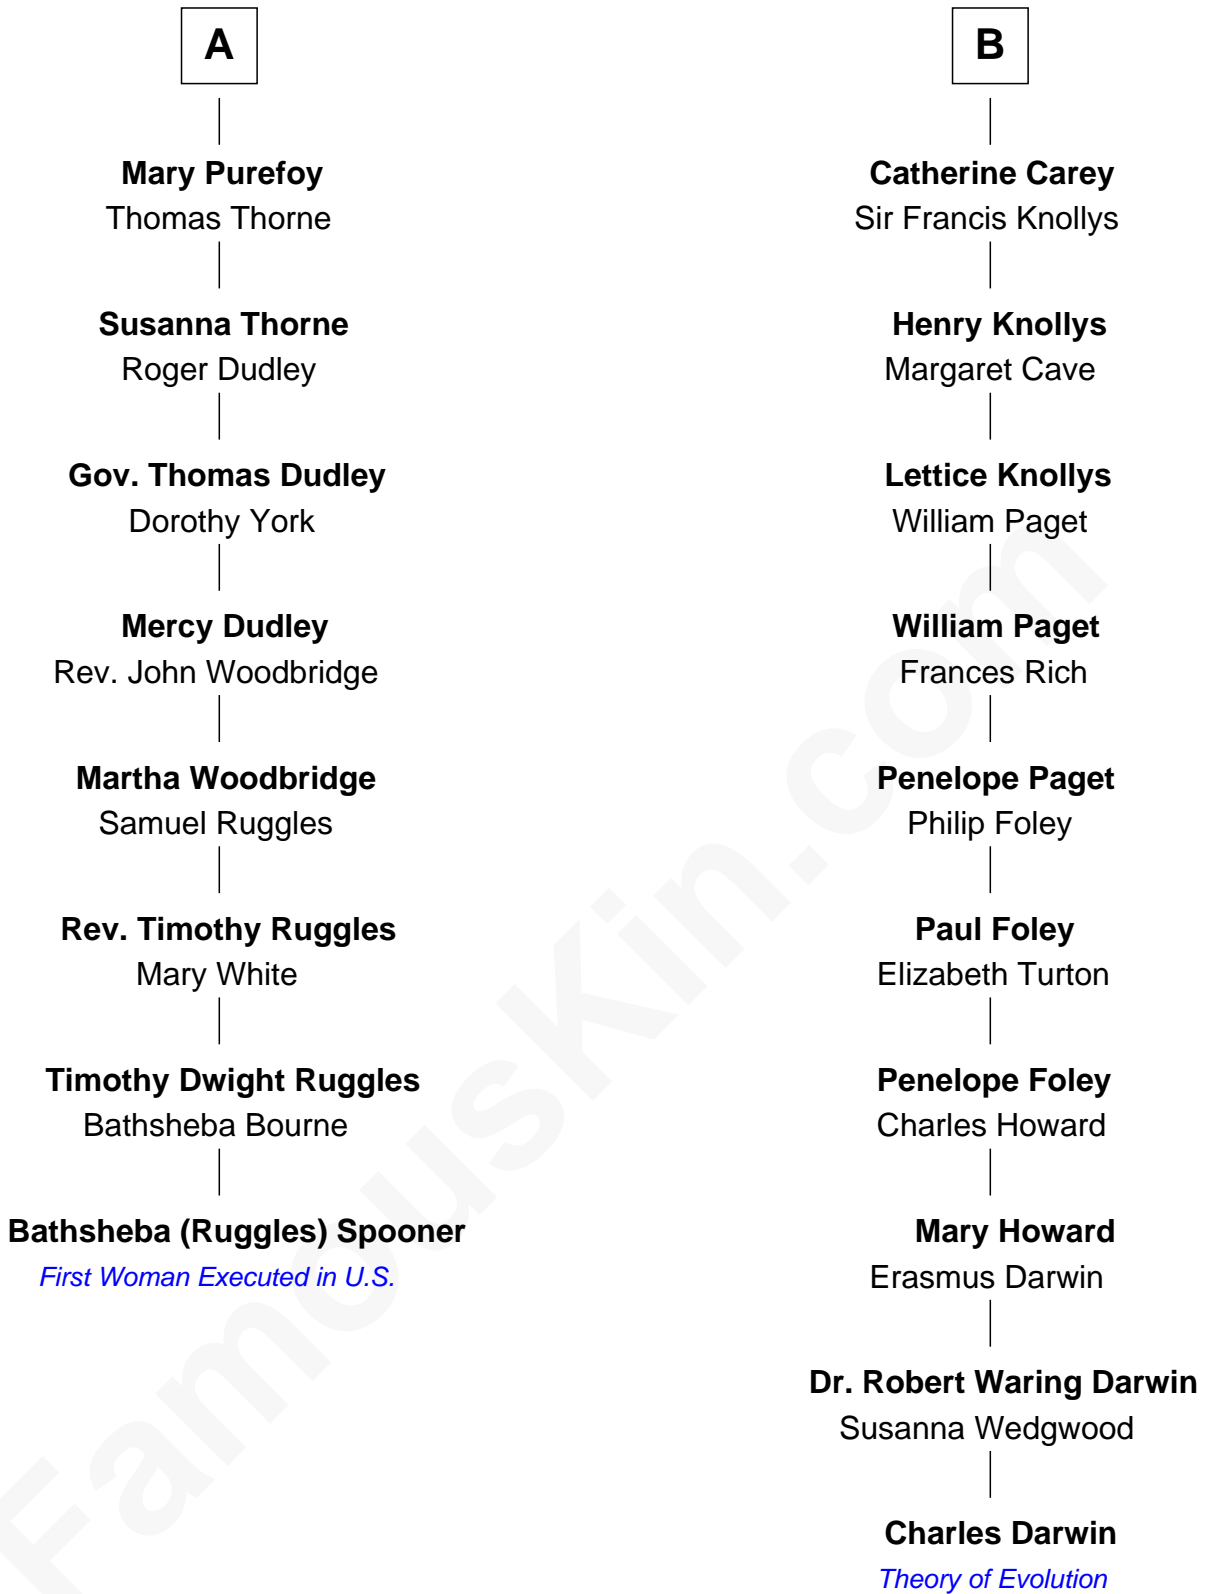 A
Mary Purefoy
Thomas Thorne
Susanna Thorne
Roger Dudley
Gov. Thomas Dudley
Dorothy York
Mercy Dudley
Rev. John Woodbridge
Martha Woodbridge
Samuel Ruggles
Rev. Timothy Ruggles
Mary White
Timothy Dwight Ruggles
Bathsheba Bourne
Bathsheba (Ruggles) Spooner
First Woman Executed in U.S.
B
Catherine Carey
Sir Francis Knollys
Henry Knollys
Margaret Cave
Lettice Knollys
William Paget
William Paget
Frances Rich
Penelope Paget
Philip Foley
Paul Foley
Elizabeth Turton
Penelope Foley
Charles Howard
Mary Howard
Erasmus Darwin
Dr. Robert Waring Darwin
Susanna Wedgwood
Charles Darwin
Theory of Evolution
FamousKin.com